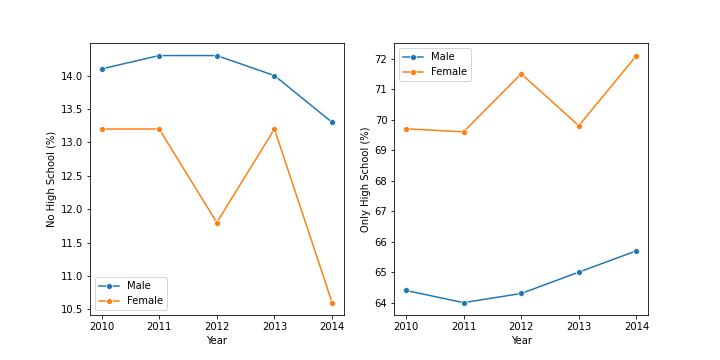 No High School (%)
14.0
13.5
13.0
12.5
12.0
11.5
11.0
10.5
Male
Female
2010 2011 2012 2013 2014
Year
Only High School (%)
72
71
70
69
68
67
66
65
64
Male
Female
2010 2011 2012 2013 2014
Year